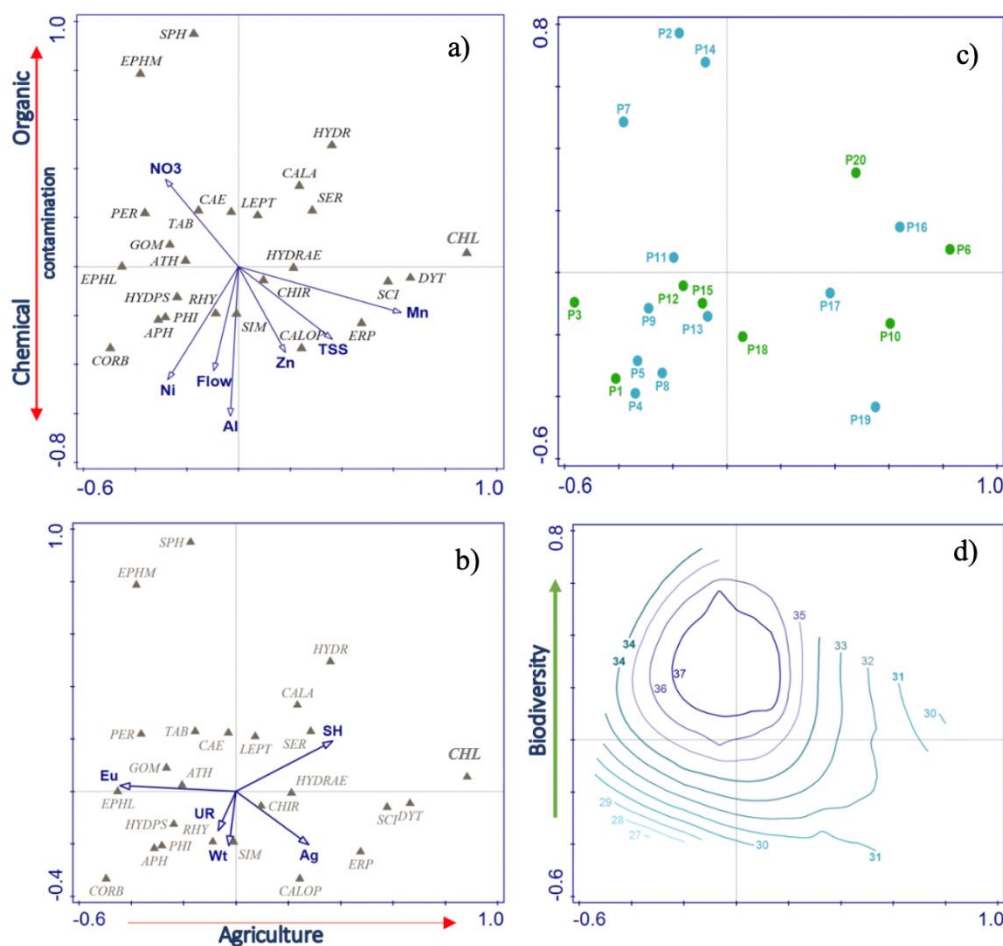 a)
1.0
-0.8
-0.6
1.0
Organic
contamination
Chemical
SPH
EPHM
HYDR
NO3
CALA
CAE
LEPT
SER
PER
TAB
GOM
CHL
ATH
HYDRAE
EPHL
DYT
CHIR
SCI
HYDPS
RHY
Mn
APH
PHI
SIM
CALOP
TSS
ERP
CORB
Zn
Ni
Flow
Al
c)
0.8
-0.6
-0.6
1.0
P2
P14
P7
P20
P16
P6
P11
P12
P15
P17
P3
P9
P13
P10
P18
P5
P8
P1
P4
P19
b)
1.0
-0.4
-0.6
1.0
Agriculture
SPH
EPHM
HYDR
CALA
SH
PER
TAB
CAE
LEPT
SER
CHL
GOM
ATH
Eu
EPHL
HYDRAE
UR
CHIR
SCI
DYT
HYDPS
RHY
APH
PHI
Wt
SIM
Ag
ERP
CORB
CALOP
d)
0.8
-0.6
-0.6
1.0
Biodiversity
35
34
33
34
32
37
31
36
30
29
28
27
30
31